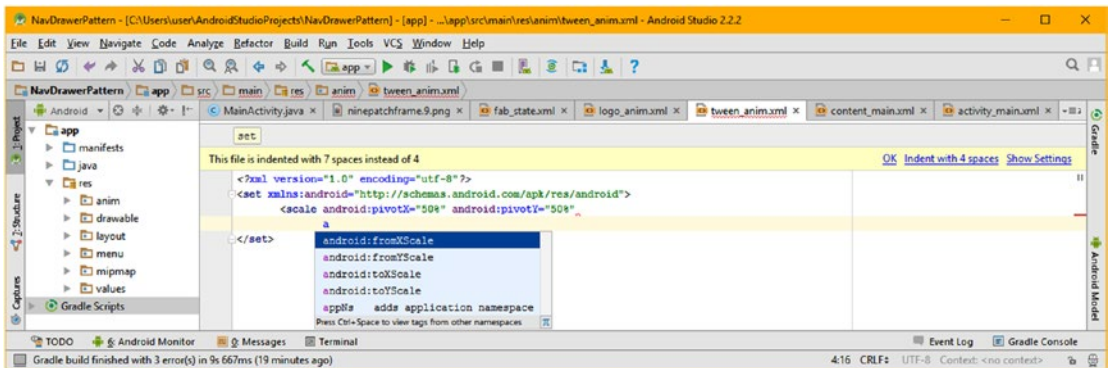 NavDrawerPattern - [C:\Users\user\AndroidStudioProjects\NavDrawerPattern] - [app] - ...\app\src\main\res\anim\tween_anim.xml - Android Studio 2.2.2
File Edit View Navigate Code Analyze Refactor Build Run Tools VCS Window Help
app
NavDrawerPattern app src main res anim tween_anim.xml
Android MainActivity.java ninepatchframe.9.png fab_state.xml logo_anim.xml tween_anim.xml content_main.xml activity_main.xml
1: Project
7: Structure
Captures
app
manifests
java
res
anim
drawable
layout
menu
mipmap
values
Gradle Scripts
set
This file is indented with 7 spaces instead of 4 OK Indent with 4 spaces Show Settings
<?xml version="1.0" encoding="utf-8"?>
<set xmlns:android="http://schemas.android.com/apk/res/android">
<scale android:pivotX="50%" android:pivotY="50%"
a
</set>
android:fromXScale
android:fromYScale
android:toXScale
android:toYScale
appNs adds application namespace
Press Ctrl+Space to view tags from other namespaces
Gradle
Android Model
TODO 6: Android Monitor 0: Messages Terminal Event Log Gradle Console
Gradle build finished with 3 error(s) in 9s 667ms (19 minutes ago) 4:16 CRLF UTF-8 Context: <no context>